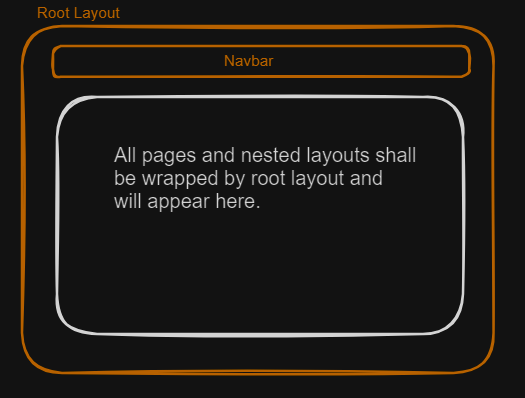 Root Layout
Navbar
All pages and nested layouts shall
be wrapped by root layout and
will appear here.